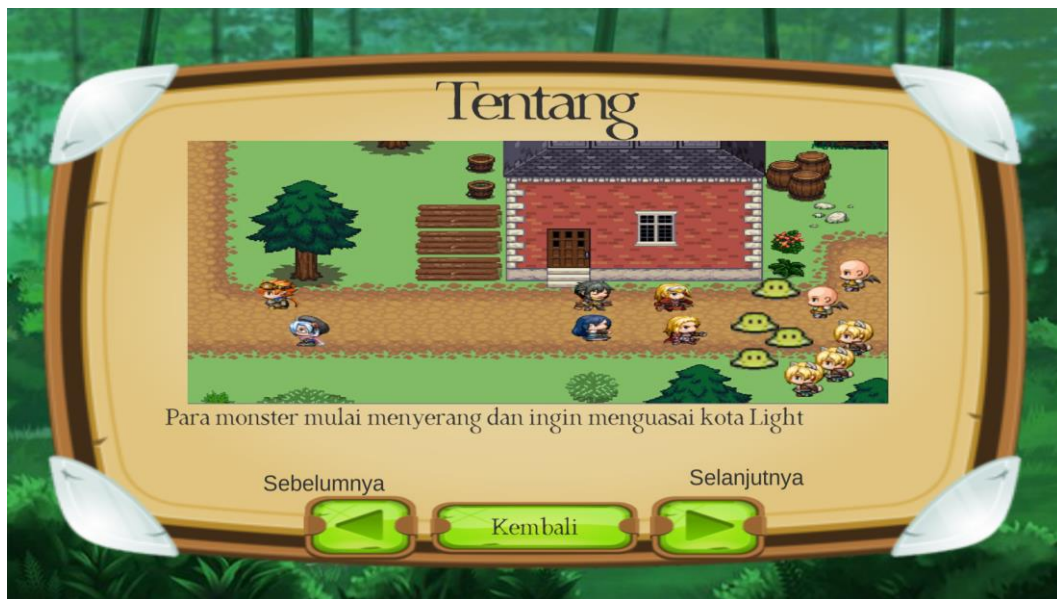 Tentang
Para monster mulai menyerang dan ingin menguasai kota Light
Sebelumnya
Selanjutnya
Kembali